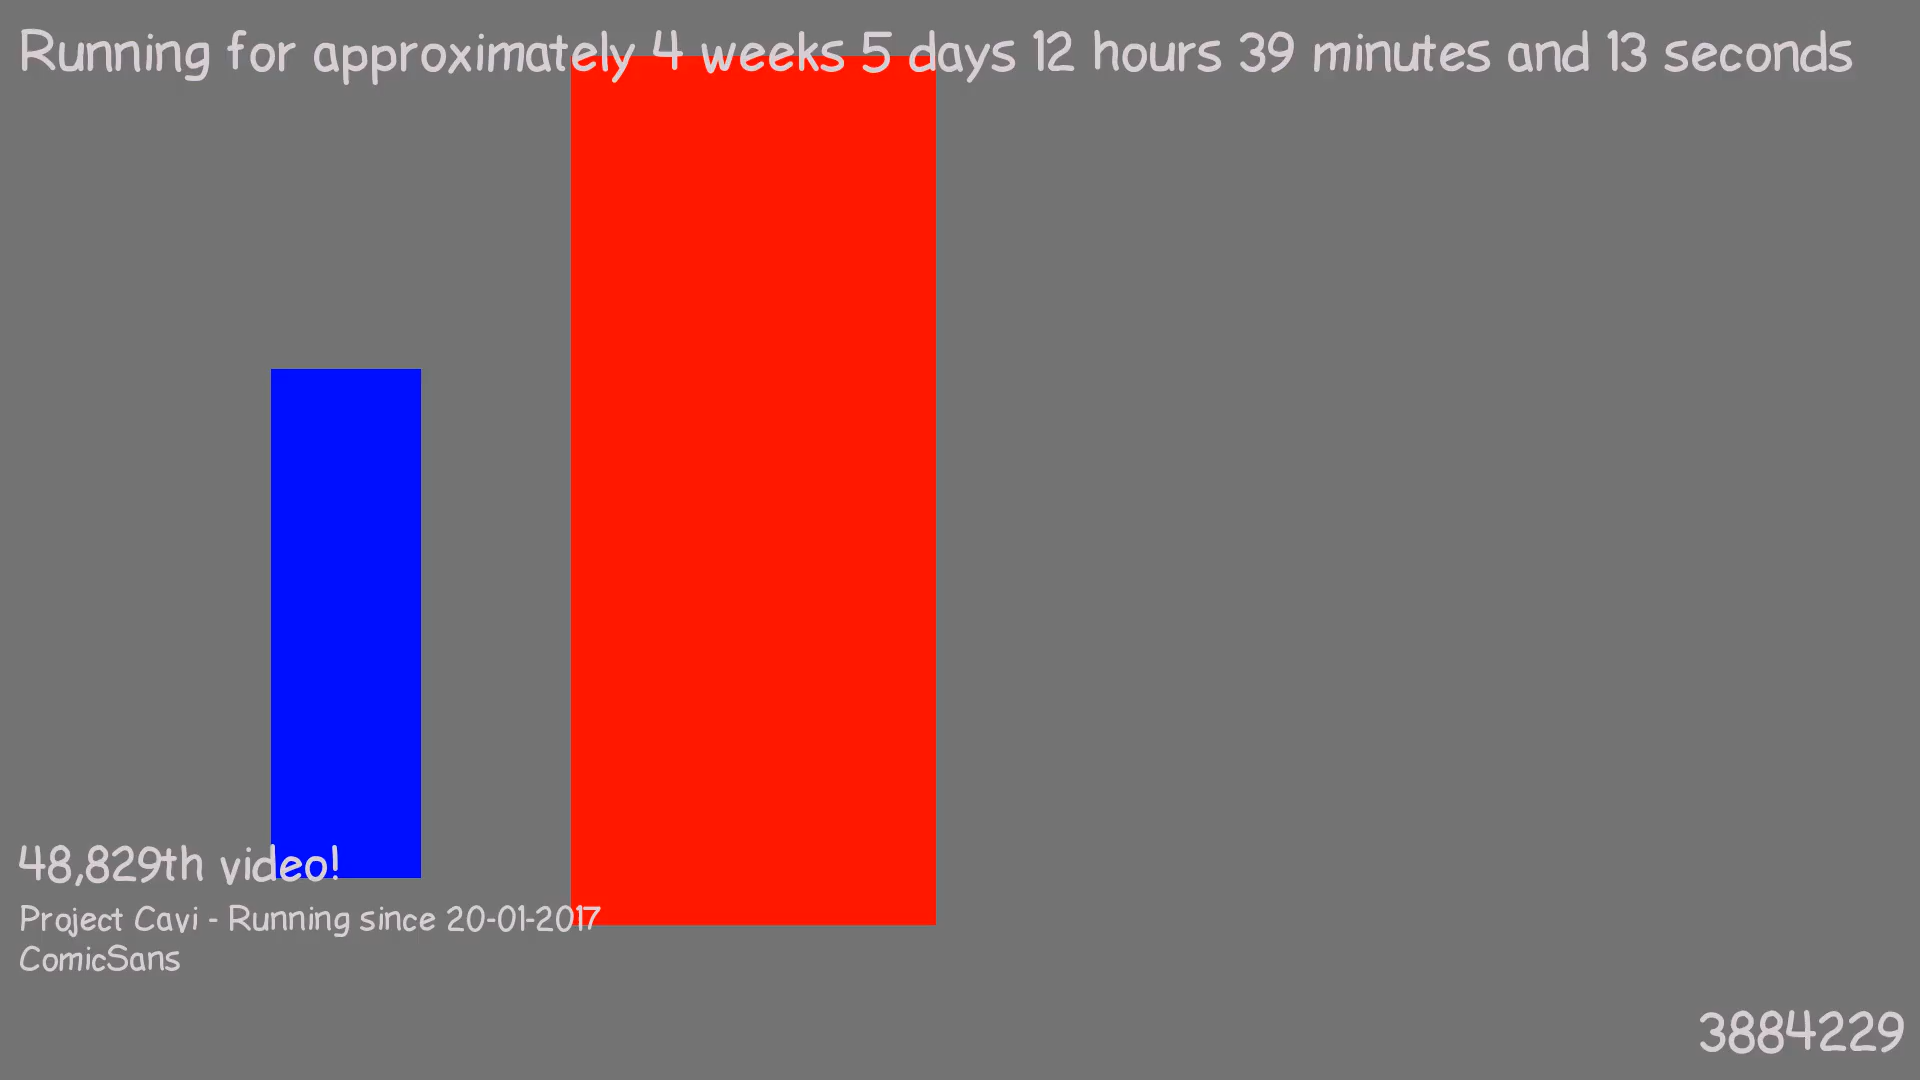 Running for approximately 4 weeks 5 days 12 hours 39 minutes and 13 seconds
48,829th video!
Project Cavi - Running since 20-01-2017
ComicSans
3884229